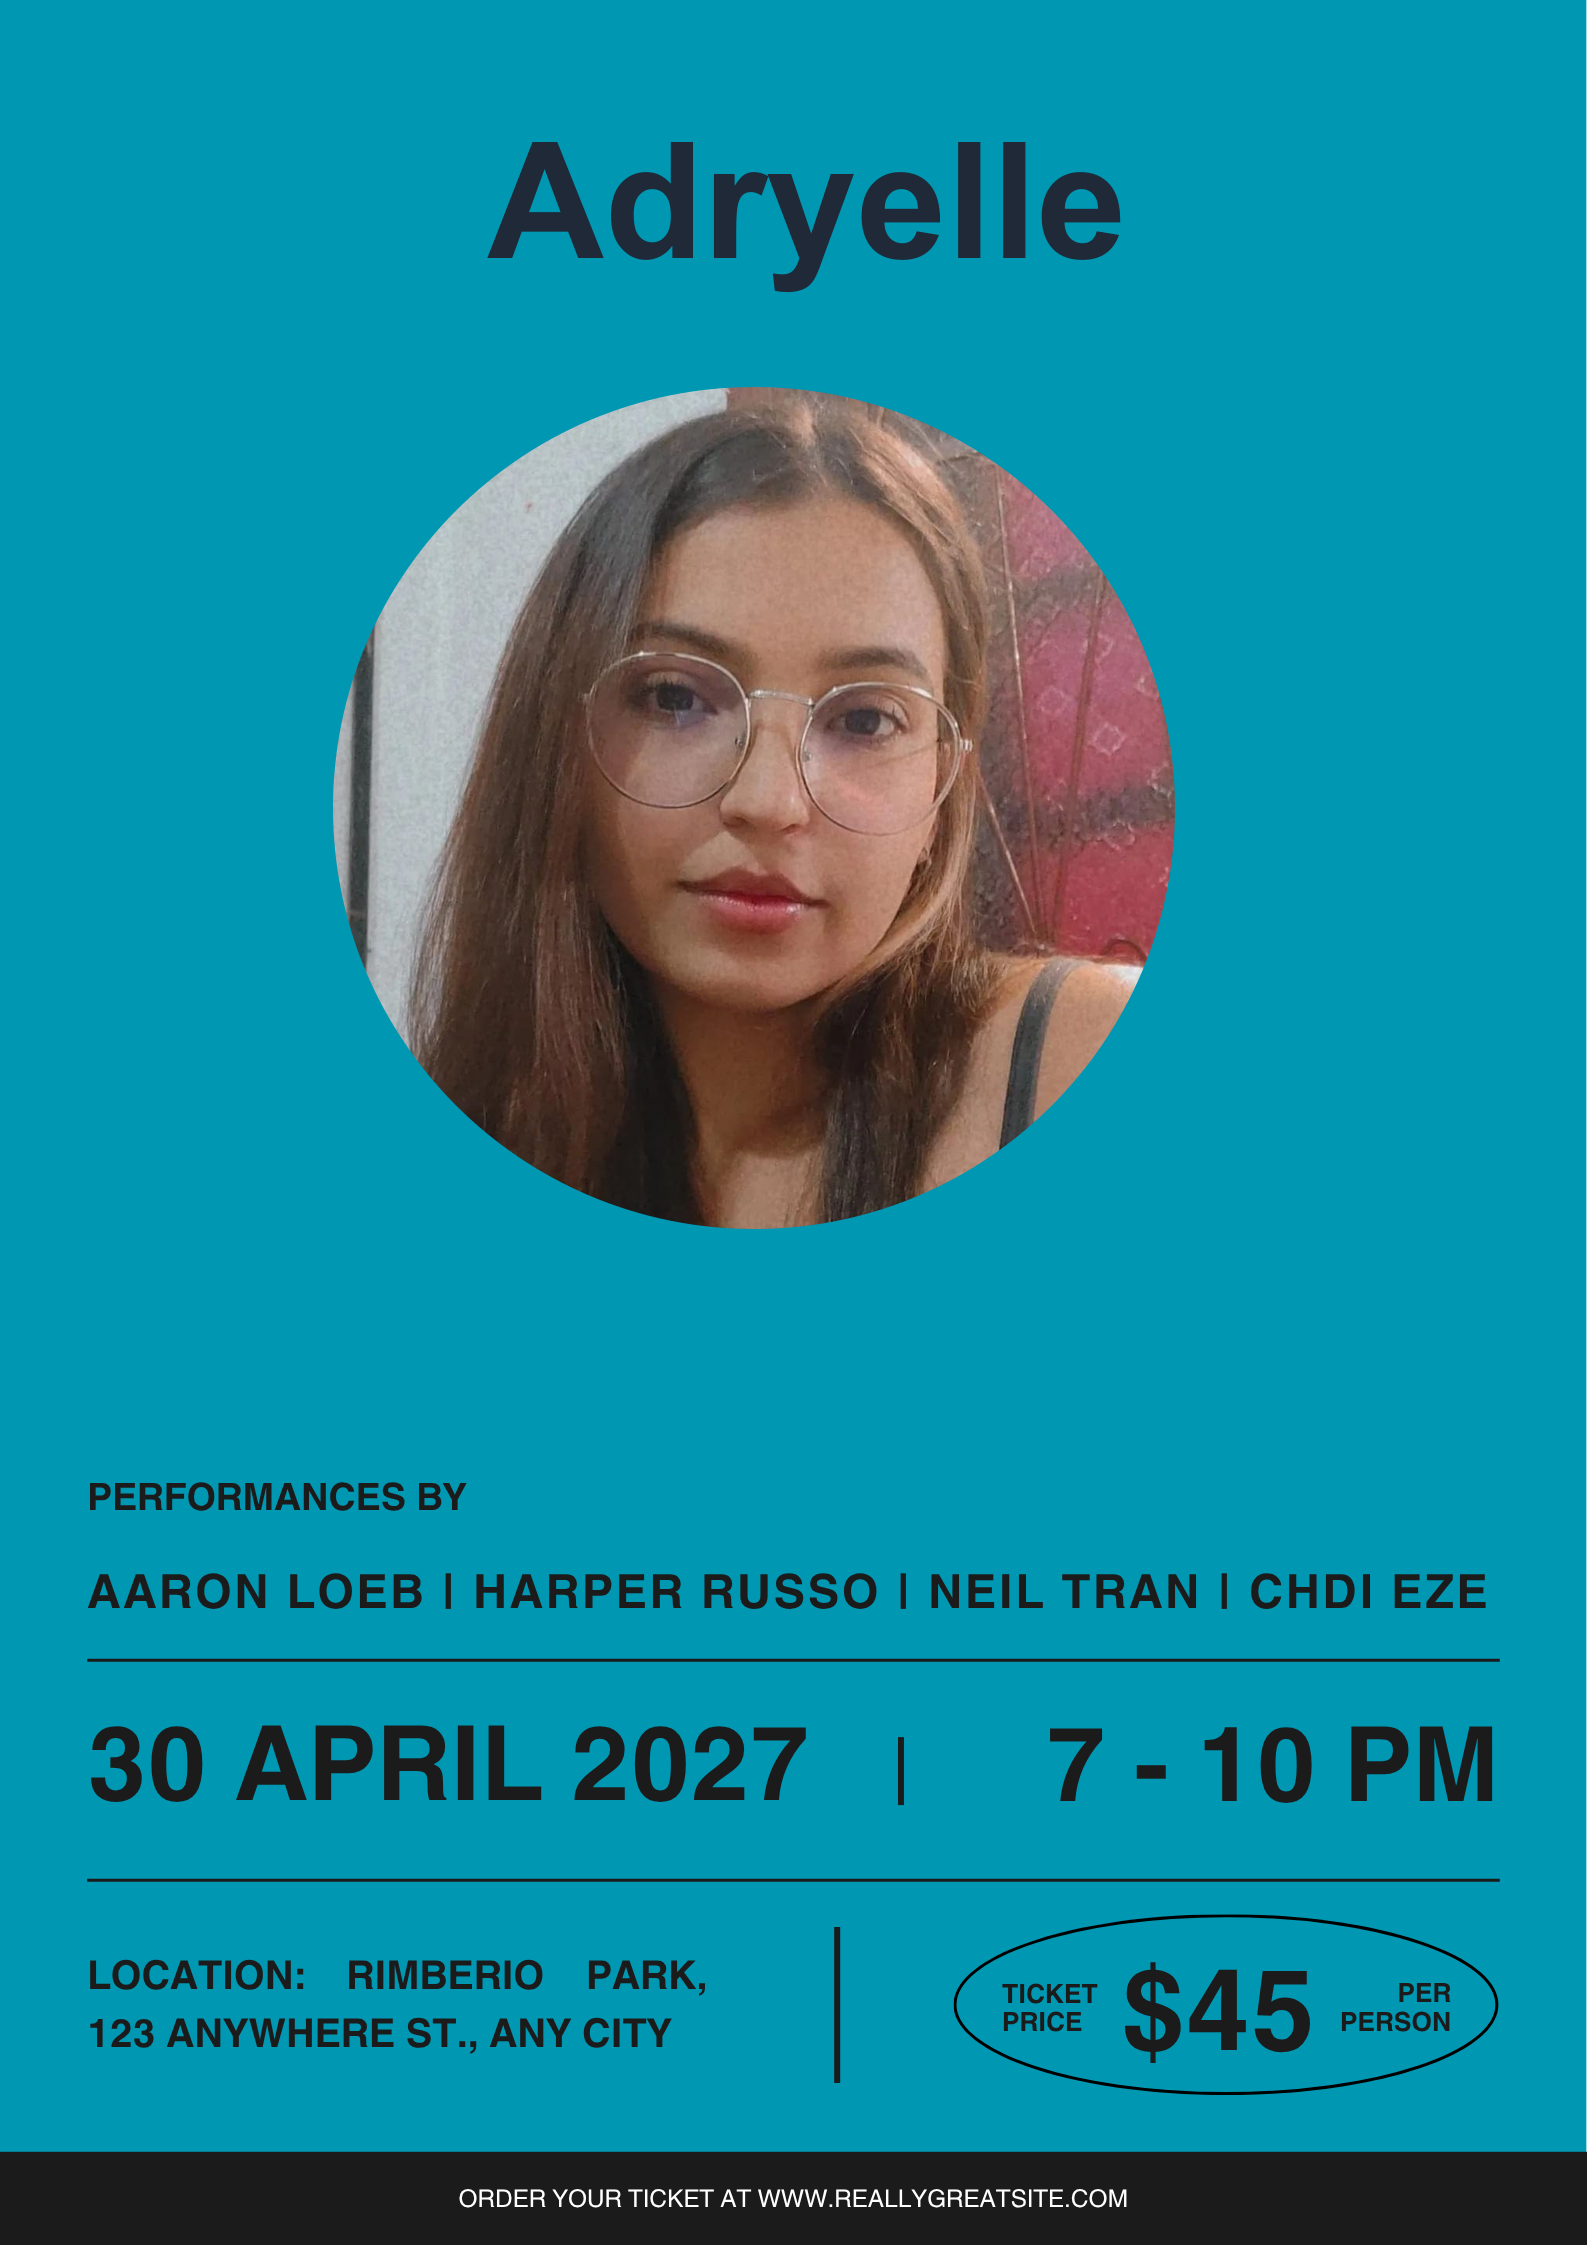 Adryelle
PERFORMANCES BY
AARON LOEB | HARPER RUSSO | NEIL TRAN | CHDI EZE
30 APRIL 2027 | 7 - 10 PM
LOCATION: RIMBERIO PARK,
123 ANYWHERE ST., ANY CITY
TICKET
PRICE
$45
PER
PERSON
ORDER YOUR TICKET AT WWW.REALLYGREATSITE.COM